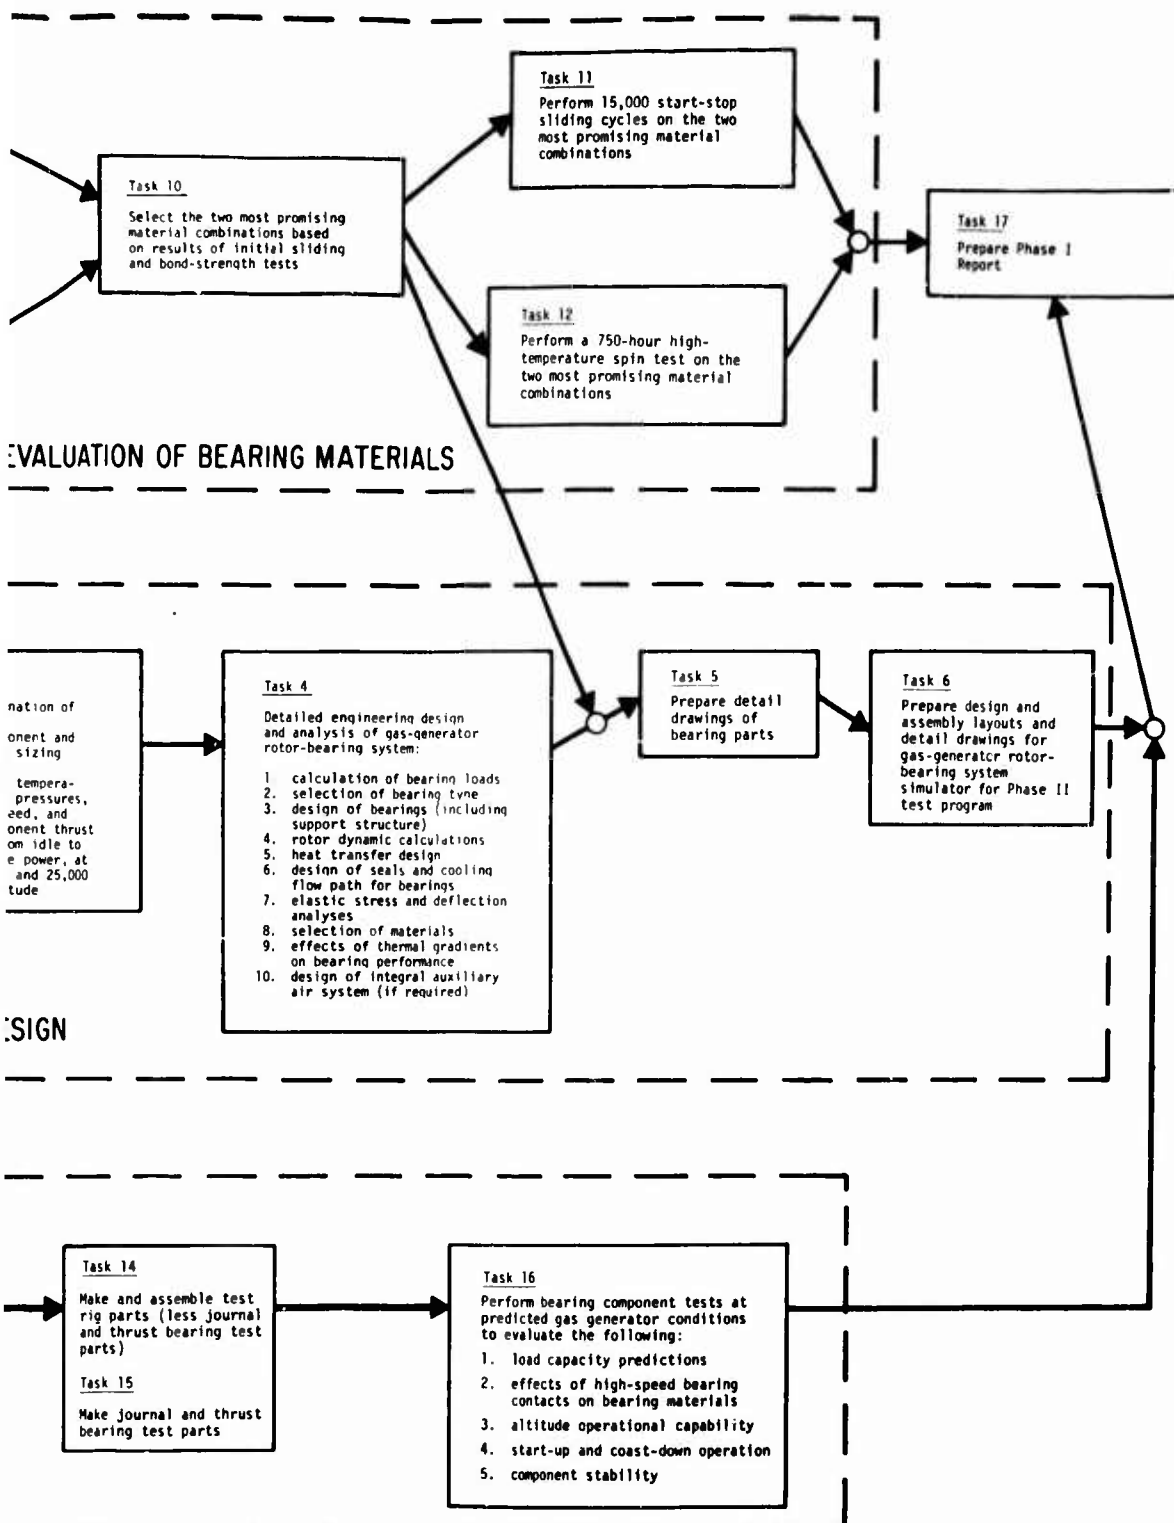 Task 11
Perform 15,000 start-stop
sliding cycles on the two
most promising material
combinations
Task 10
Select the two most promising
material combinations based
on results of initial sliding
and bond-strength tests
Task 17
Prepare Phase I
Report
Task 12
Perform a 750-hour high-
temperature spin test on the
two most promising material
combinations
EVALUATION OF BEARING MATERIALS
nation of
onent and
sizing
tempera-
pressures,
eed, and
onent thrust
om idle to
e power, at
and 25,000
tude
Task 4
Detailed engineering design
and analysis of gas-generator
rotor-bearing system:
1 calculation of bearing loads
2. selection of bearing type
3. design of bearings (including
support structure)
4. rotor dynamic calculations
5. heat transfer design
6. design of seals and cooling
flow path for bearings
7. elastic stress and deflection
analyses
8. selection of materials
9. effects of thermal gradients
on bearing performance
10. design of integral auxiliary
air system (if required)
Task 5
Prepare detail
drawings of
bearing parts
Task 6
Prepare design and
assembly layouts and
detail drawings for
gas-generator rotor-
bearing system
simulator for Phase II
test program
ESIGN
Task 14
Make and assemble test
rig parts (less journal
and thrust bearing test
parts)
Task 15
Make journal and thrust
bearing test parts
Task 16
Perform bearing component tests at
predicted gas generator conditions
to evaluate the following:
1. load capacity predictions
2. effects of high-speed bearing
contacts on bearing materials
3. altitude operational capability
4. start-up and coast-down operation
5. component stability